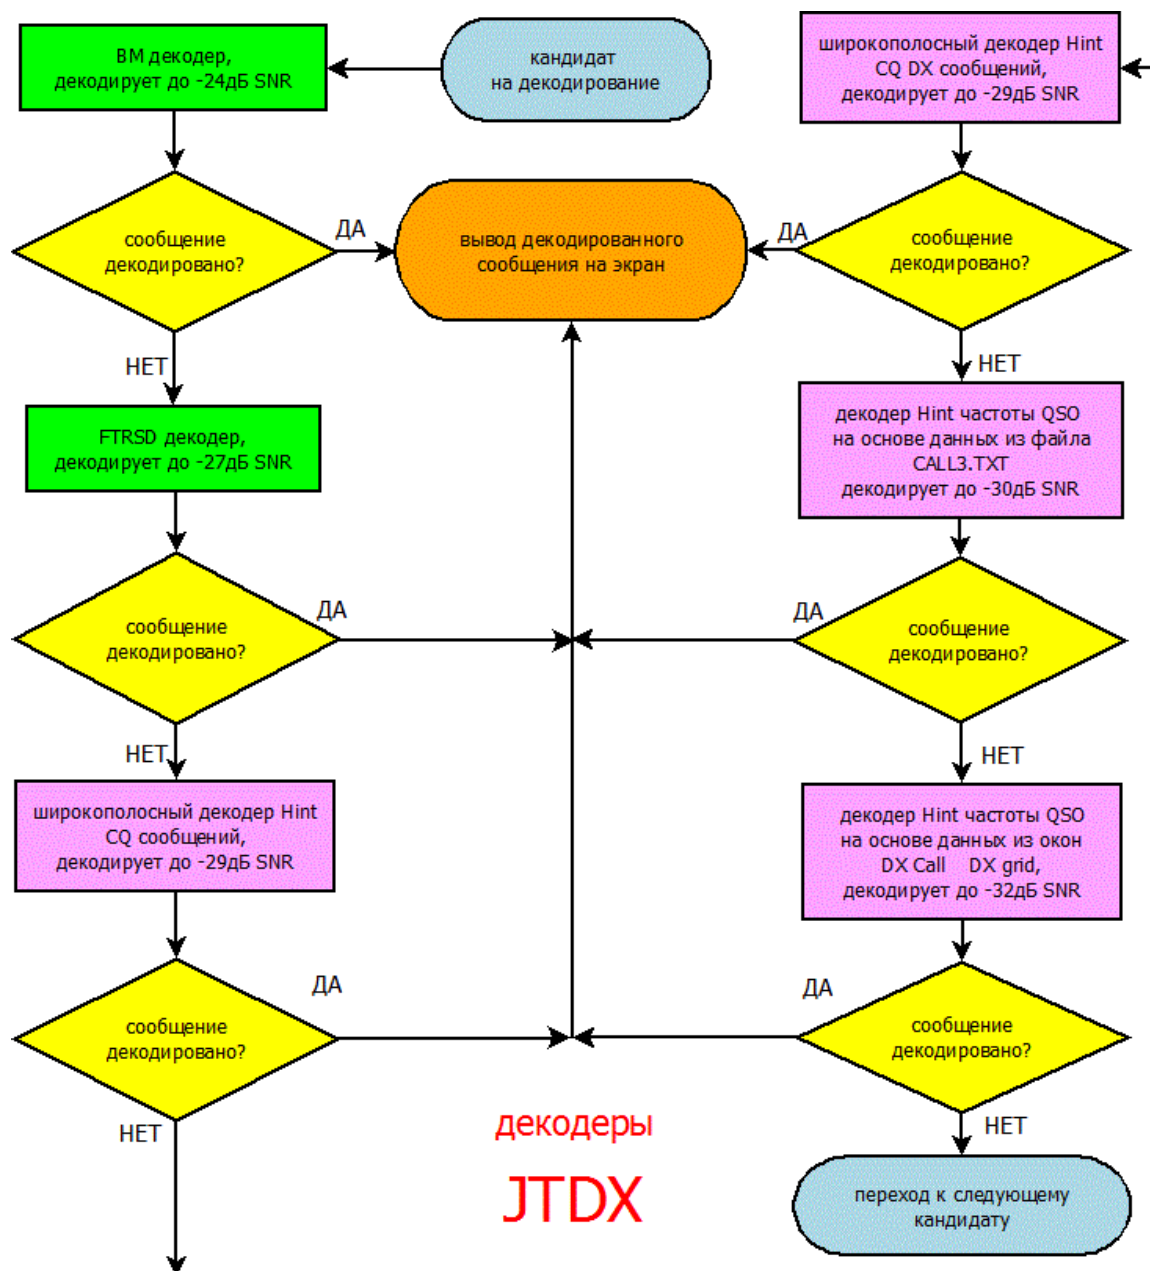 кандидат
на декодирование
BM декодер,
декодирует до -24дБ SNR
сообщение
декодировано?
ДА
НЕТ
FTRSD декодер,
декодирует до -27дБ SNR
сообщение
декодировано?
ДА
НЕТ
широкополосный декодер Hint
CQ сообщений,
декодирует до -29дБ SNR
сообщение
декодировано?
ДА
НЕТ
вывод декодированного
сообщения на экран
широкополосный декодер Hint
CQ DX сообщений,
декодирует до -29дБ SNR
сообщение
декодировано?
ДА
НЕТ
декодер Hint частоты QSO
на основе данных из файла
CALL3.TXT
декодирует до -30дБ SNR
сообщение
декодировано?
ДА
НЕТ
декодер Hint частоты QSO
на основе данных из окон
DX Call DX grid,
декодирует до -32дБ SNR
сообщение
декодировано?
ДА
НЕТ
переход к следующему
кандидату
декодеры
JTDX